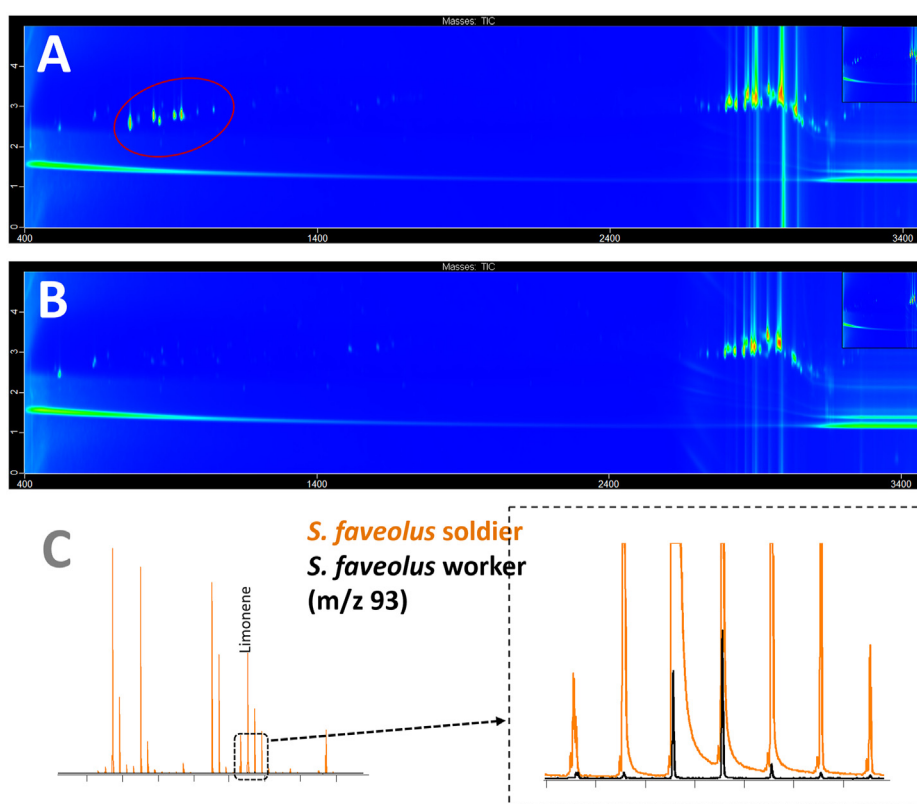 Masses: TIC
A
4
3
2
1
0
400
1400
2400
3400
Masses: TIC
B
4
3
2
1
0
400
1400
2400
3400
C
S. faveolus soldier
S. faveolus worker
(m/z 93)
Limonene